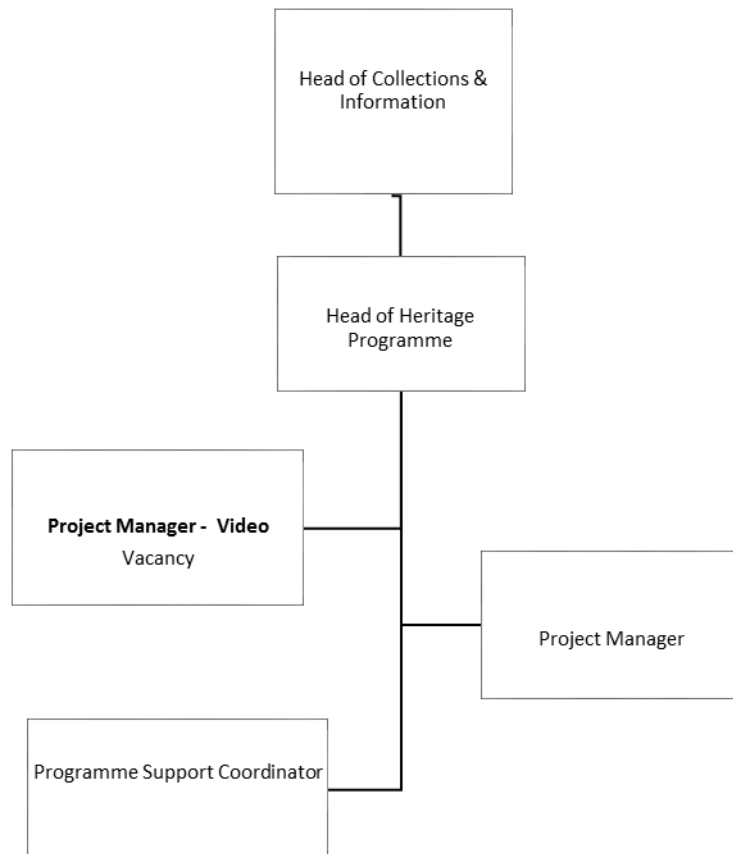 Head of Collections &
Information
Head of Heritage
Programme
Project Manager - Video
Vacancy
Project Manager
Programme Support Coordinator